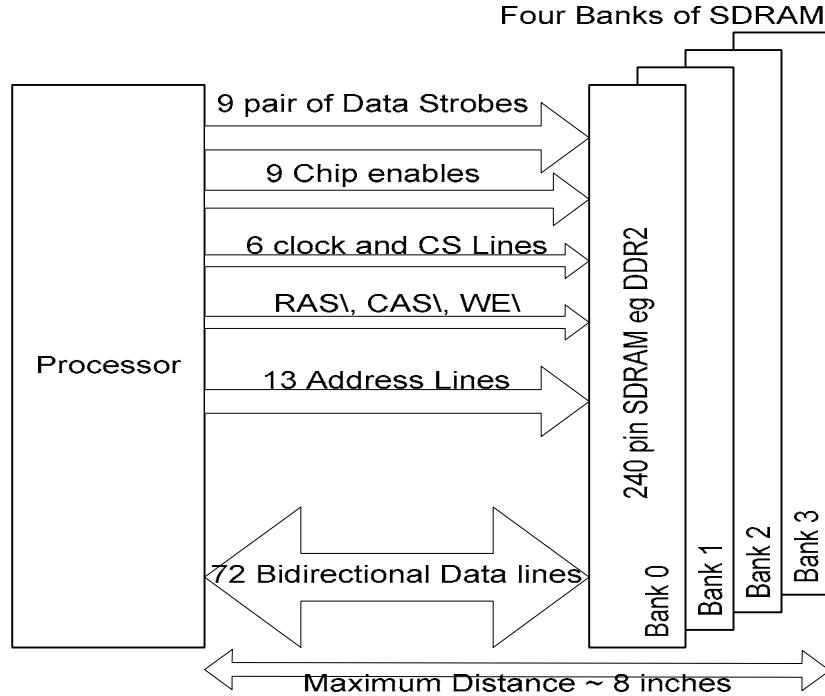 Four Banks of SDRAM
9 pair of Data Strobes
9 Chip enables
6 clock and CS Lines
RAS\, CAS\, WE\
Processor
13 Address Lines
72 Bidirectional Data lines
240 pin SDRAM eg DDR2
Bank 0
Bank 1
Bank 2
Bank 3
Maximum Distance ~ 8 inches